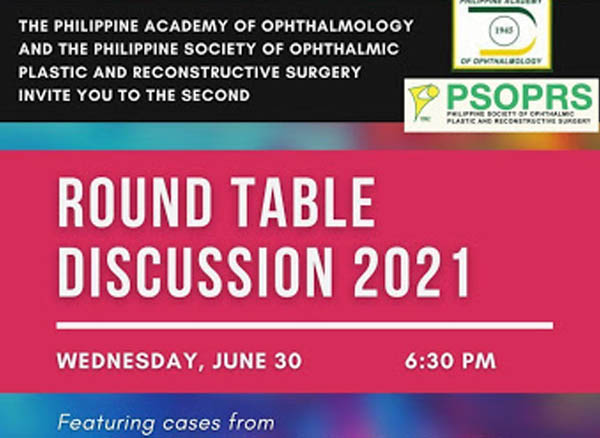 THE PHILIPPINE ACADEMY OF OPHTHALMOLOGY
AND THE PHILIPPINE SOCIETY OF OPHTHALMIC
PLASTIC AND RECONSTRUCTIVE SURGERY
INVITE YOU TO THE SECOND
PHILIPPINE ACADEMY
1945
OF OPHTHALMOLOGY
PSOPRS
PHILIPPINE SOCIETY OF OPHTHALMIC
PLASTIC AND RECONSTRUCTIVE SURGERY
ROUND TABLE
DISCUSSION 2021
WEDNESDAY, JUNE 30 6:30 PM
Featuring cases from